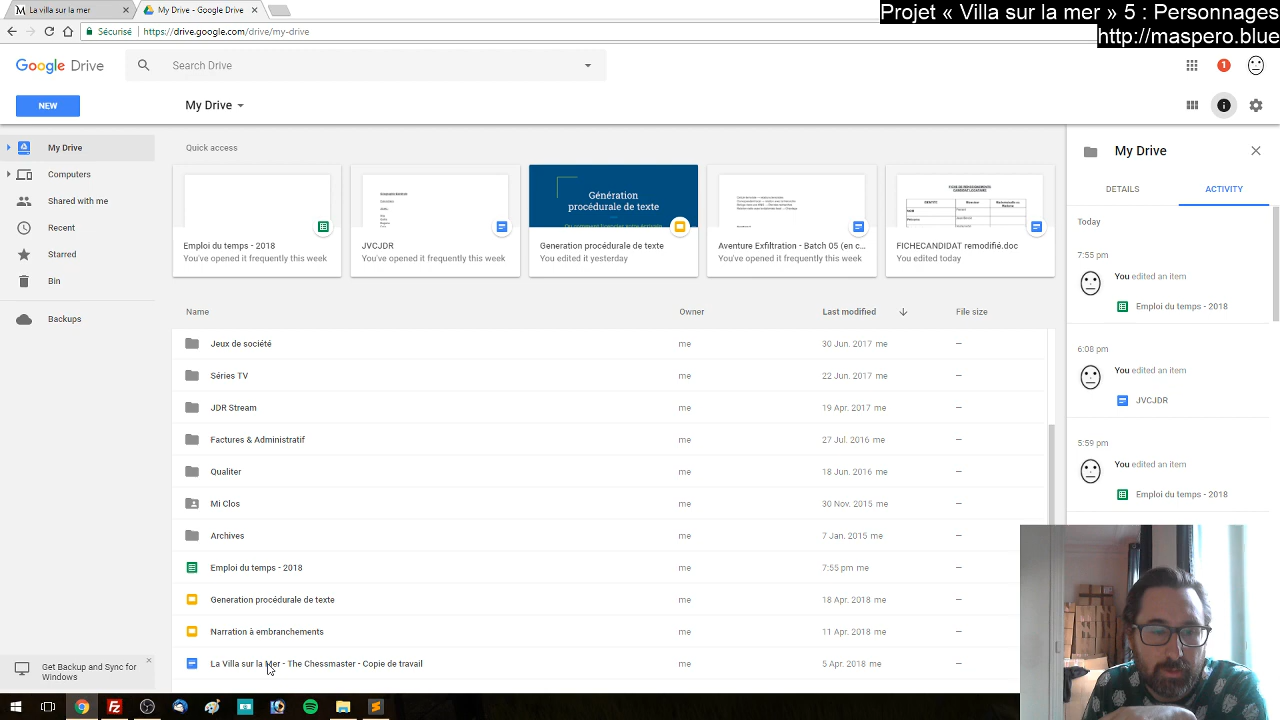 La villa sur la mer
My Drive - Google Drive
Projet « Villa sur la mer » 5 : Personnages
http://maspero.blue
Sécurisé
https://drive.google.com/drive/my-drive
Google Drive
Search Drive
1
NEW
My Drive
My Drive
Computers
Shared with me
Recent
Starred
Bin
Backups
Get Backup and Sync for
Windows
Quick access
Emploi du temps - 2018
You've opened it frequently this week
JVCJDR
You've opened it frequently this week
Génération
procédurale de texte
Generation procédurale de texte
You edited it yesterday
Aventure Exfiltration - Batch 05 (en c...
You've opened it frequently this week
FICHECANDIDAT remodifié.doc
You edited today
Name
Owner
Last modified
File size
Jeux de société me 30 Jun. 2017 me —
Séries TV me 22 Jun. 2017 me —
JDR Stream me 19 Apr. 2017 me —
Factures & Administratif me 27 Jul. 2016 me —
Qualiter me 18 Jun. 2016 me —
Mi Clos me 30 Nov. 2015 me —
Archives me 7 Jan. 2015 me —
Emploi du temps - 2018 me 7:55 pm me —
Generation procédurale de texte me 18 Apr. 2018 me —
Narration à embranchements me 11 Apr. 2018 me —
La Villa sur la Mer - The Chessmaster - Copie de travail me 5 Apr. 2018 me —
My Drive
DETAILS
ACTIVITY
Today
7:55 pm
You edited an item
Emploi du temps - 2018
6:08 pm
You edited an item
JVCJDR
5:59 pm
You edited an item
Emploi du temps - 2018